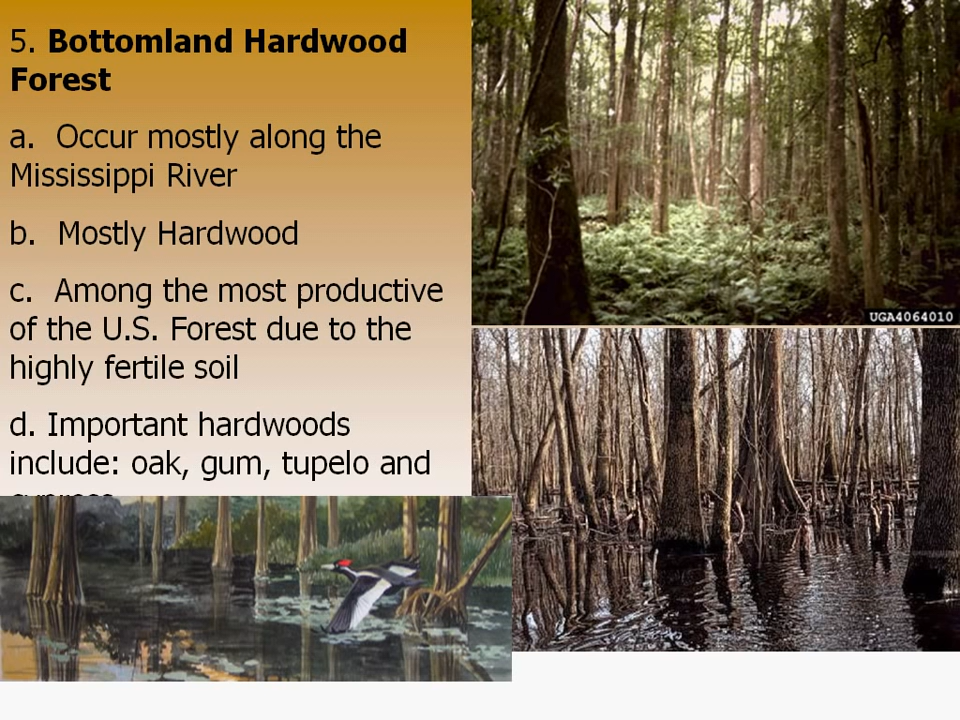 5. Bottomland Hardwood
Forest
a. Occur mostly along the
Mississippi River
b. Mostly Hardwood
c. Among the most productive
of the U.S. Forest due to the
highly fertile soil
d. Important hardwoods
include: oak, gum, tupelo and
UGA4064010